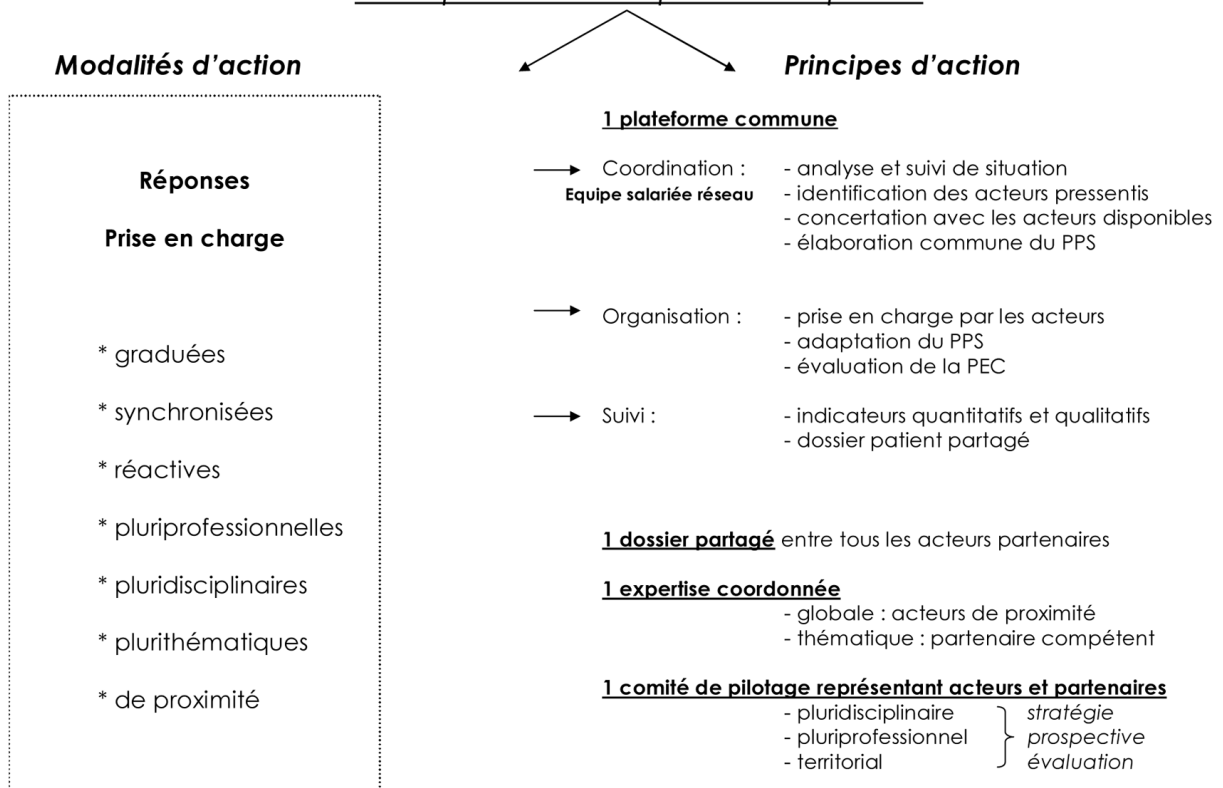 Modalités d’action
Principes d’action
Réponses
Prise en charge
* graduées
* synchronisées
* réactives
* pluriprofessionnelles
* pluridisciplinaires
* plurithématiques
* de proximité
1 plateforme commune
Coordination : - analyse et suivi de situation
Equipe salariée réseau - identification des acteurs pressentis
- concertation avec les acteurs disponibles
- élaboration commune du PPS
Organisation : - prise en charge par les acteurs
- adaptation du PPS
- évaluation de la PEC
Suivi : - indicateurs quantitatifs et qualitatifs
- dossier patient partagé
1 dossier partagé entre tous les acteurs partenaires
1 expertise coordonnée
- globale : acteurs de proximité
- thématique : partenaire compétent
1 comité de pilotage représentant acteurs et partenaires
- pluridisciplinaire stratégie
- pluriprofessionnel prospective
- territorial évaluation